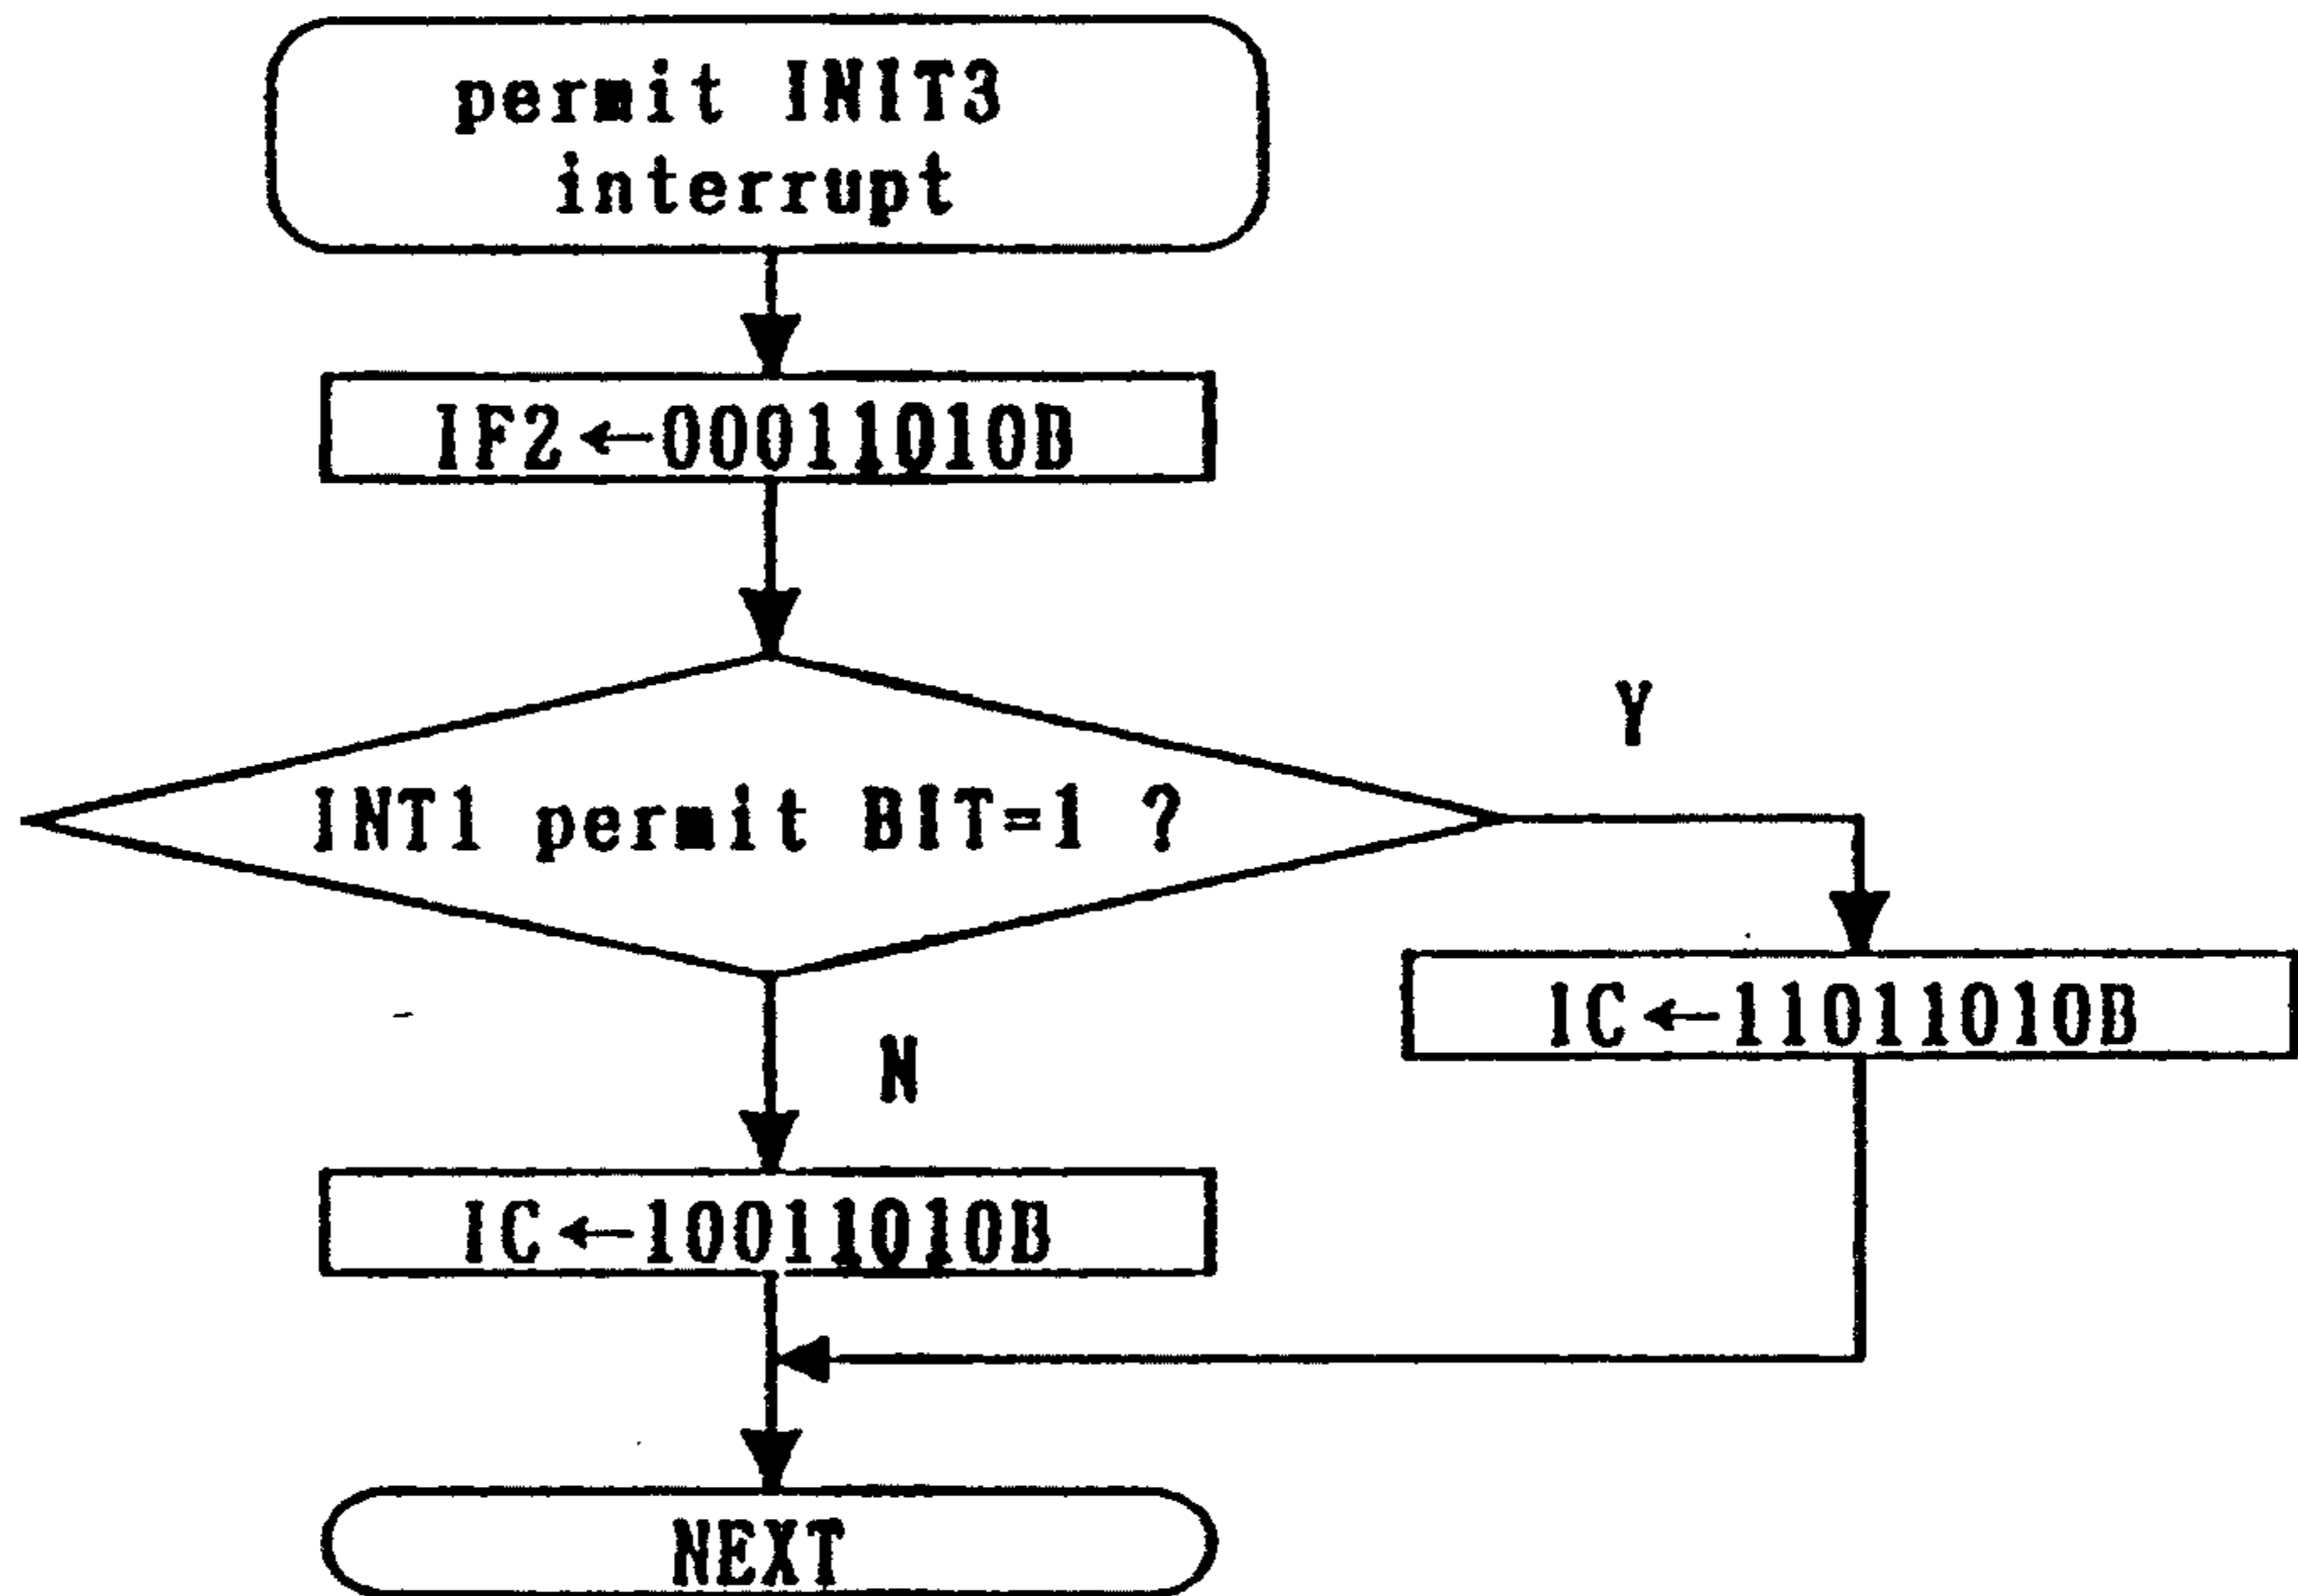 permit INIT3
interrupt
IF2←00011010B
INT1 permit BIT=1 ?
Y
IC←11011010B
N
IC←10011010B
NEXT